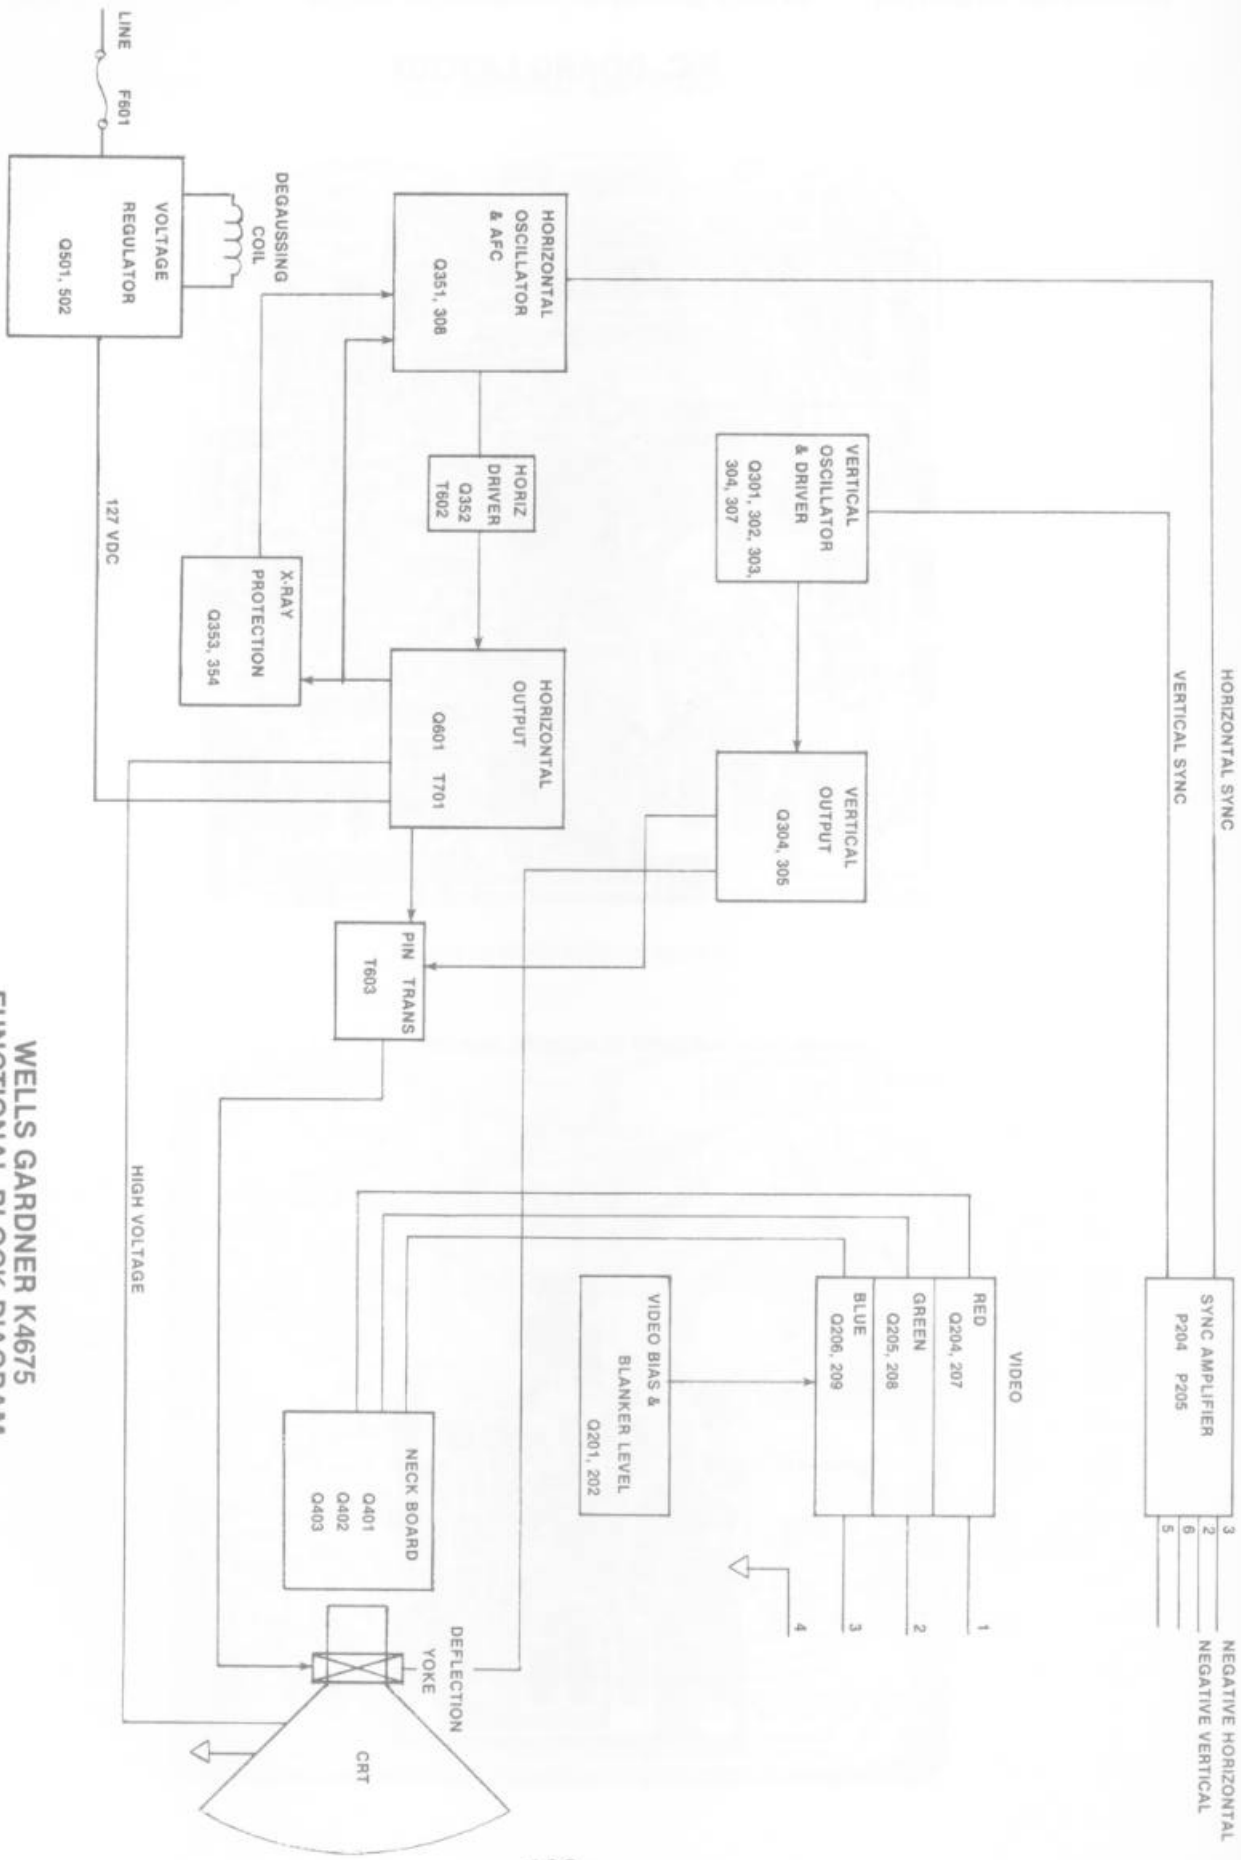 HORIZONTAL SYNC
VERTICAL SYNC
SYNC AMPLIFIER
P204 P205
3
2
6
5
NEGATIVE HORIZONTAL
NEGATIVE VERTICAL
VIDEO
RED
Q204, 207
GREEN
Q205, 208
BLUE
Q206, 209
1
2
3
4
VIDEO BIAS &
BLANKER LEVEL
Q201, 202
VERTICAL
OSCILLATOR
& DRIVER
Q301, 302, 303,
304, 307
VERTICAL
OUTPUT
Q304, 305
HORIZONTAL
OSCILLATOR
& AFC
Q351, 308
HORIZ
DRIVER
Q352
T602
HORIZONTAL
OUTPUT
Q601 T701
PIN TRANS
T603
NECK BOARD
Q401
Q402
Q403
DEFLECTION
YOKE
CRT
DEGAUSSING
COIL
X-RAY
PROTECTION
Q353, 354
LINE F601
VOLTAGE
REGULATOR
Q501, 502
127 VDC
HIGH VOLTAGE
WELLS GARDNER K4675
FUNCTIONAL BLOCK DIAGRAM